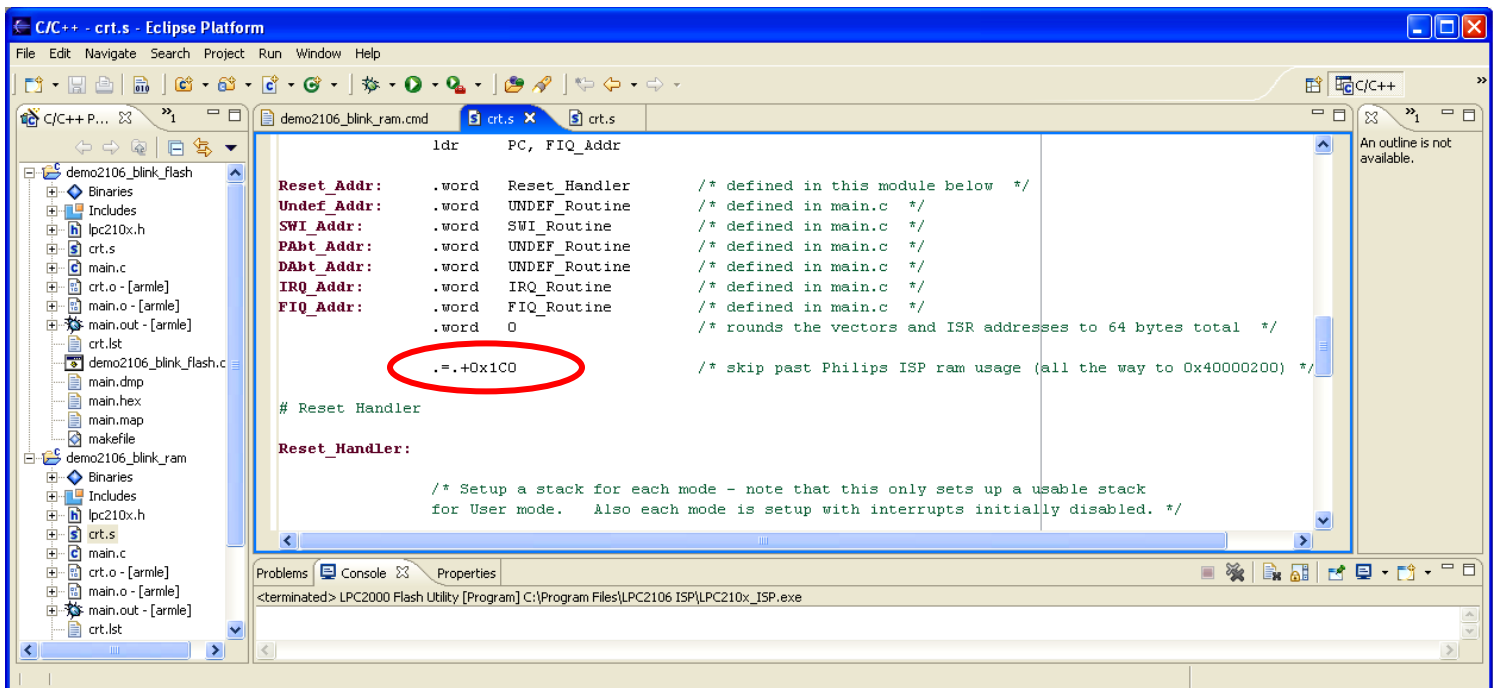 C/C++ - crt.s - Eclipse Platform
File Edit Navigate Search Project Run Window Help
010
C/C++
»
C/C++ P...
»1
demo2106_blink_flash
Binaries
Includes
lpc210x.h
crt.s
main.c
crt.o - [armle]
main.o - [armle]
main.out - [armle]
crt.lst
demo2106_blink_flash.c
main.dmp
main.hex
main.map
makefile
demo2106_blink_ram
Binaries
Includes
lpc210x.h
crt.s
main.c
crt.o - [armle]
main.o - [armle]
main.out - [armle]
crt.lst
demo2106_blink_ram.cmd crt.s crt.s
ldr PC, FIQ_Addr
Reset_Addr: .word Reset_Handler /* defined in this module below */
Undef_Addr: .word UNDEF_Routine /* defined in main.c */
SWI_Addr: .word SWI_Routine /* defined in main.c */
PAbt_Addr: .word UNDEF_Routine /* defined in main.c */
DAbt_Addr: .word UNDEF_Routine /* defined in main.c */
IRQ_Addr: .word IRQ_Routine /* defined in main.c */
FIQ_Addr: .word FIQ_Routine /* defined in main.c */
.word 0 /* rounds the vectors and ISR addresses to 64 bytes total */
.=.+0x1C0 /* skip past Philips ISP ram usage (all the way to 0x40000200) */
# Reset Handler
Reset_Handler:
/* Setup a stack for each mode - note that this only sets up a usable stack
for User mode. Also each mode is setup with interrupts initially disabled. */
»1
An outline is not
available.
Problems Console Properties
<terminated> LPC2000 Flash Utility [Program] C:\Program Files\LPC2106 ISP\LPC210x_ISP.exe